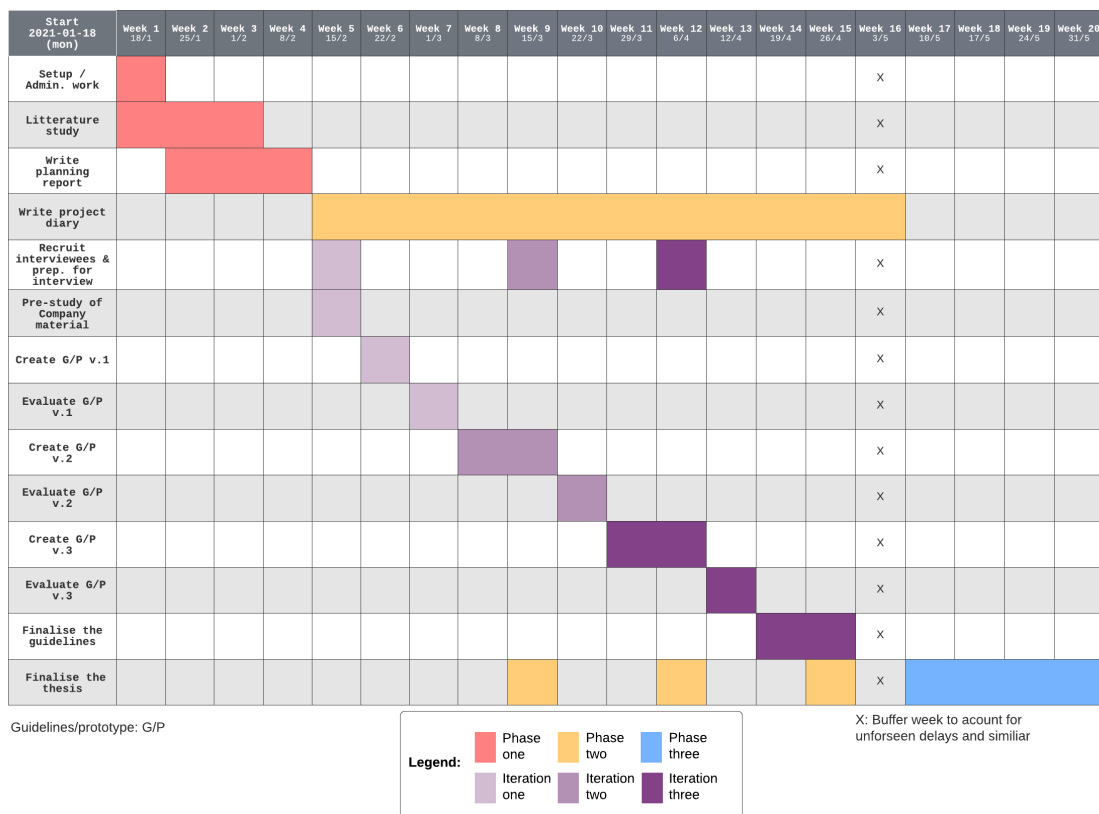 Start
2021-01-18
(mon)
Week 1
18/1
Week 2
25/1
Week 3
1/2
Week 4
8/2
Week 5
15/2
Week 6
22/2
Week 7
1/3
Week 8
8/3
Week 9
15/3
Week 10
22/3
Week 11
29/3
Week 12
6/4
Week 13
12/4
Week 14
19/4
Week 15
26/4
Week 16
3/5
Week 17
10/5
Week 18
17/5
Week 19
24/5
Week 20
31/5
Setup /
Admin. work
X
Litterature
study
X
Write
planning
report
X
Write project
diary
Recruit
interviewees &
prep. for
interview
X
Pre-study of
Company
material
X
Create G/P v.1
X
Evaluate G/P
v.1
X
Create G/P
v.2
X
Evaluate G/P
v.2
X
Create G/P
v.3
X
Evaluate G/P
v.3
X
Finalise the
guidelines
X
Finalise the
thesis
X
Guidelines/prototype: G/P
Legend:
Phase
one
Phase
two
Phase
three
Iteration
one
Iteration
two
Iteration
three
X: Buffer week to acount for
unforseen delays and similiar